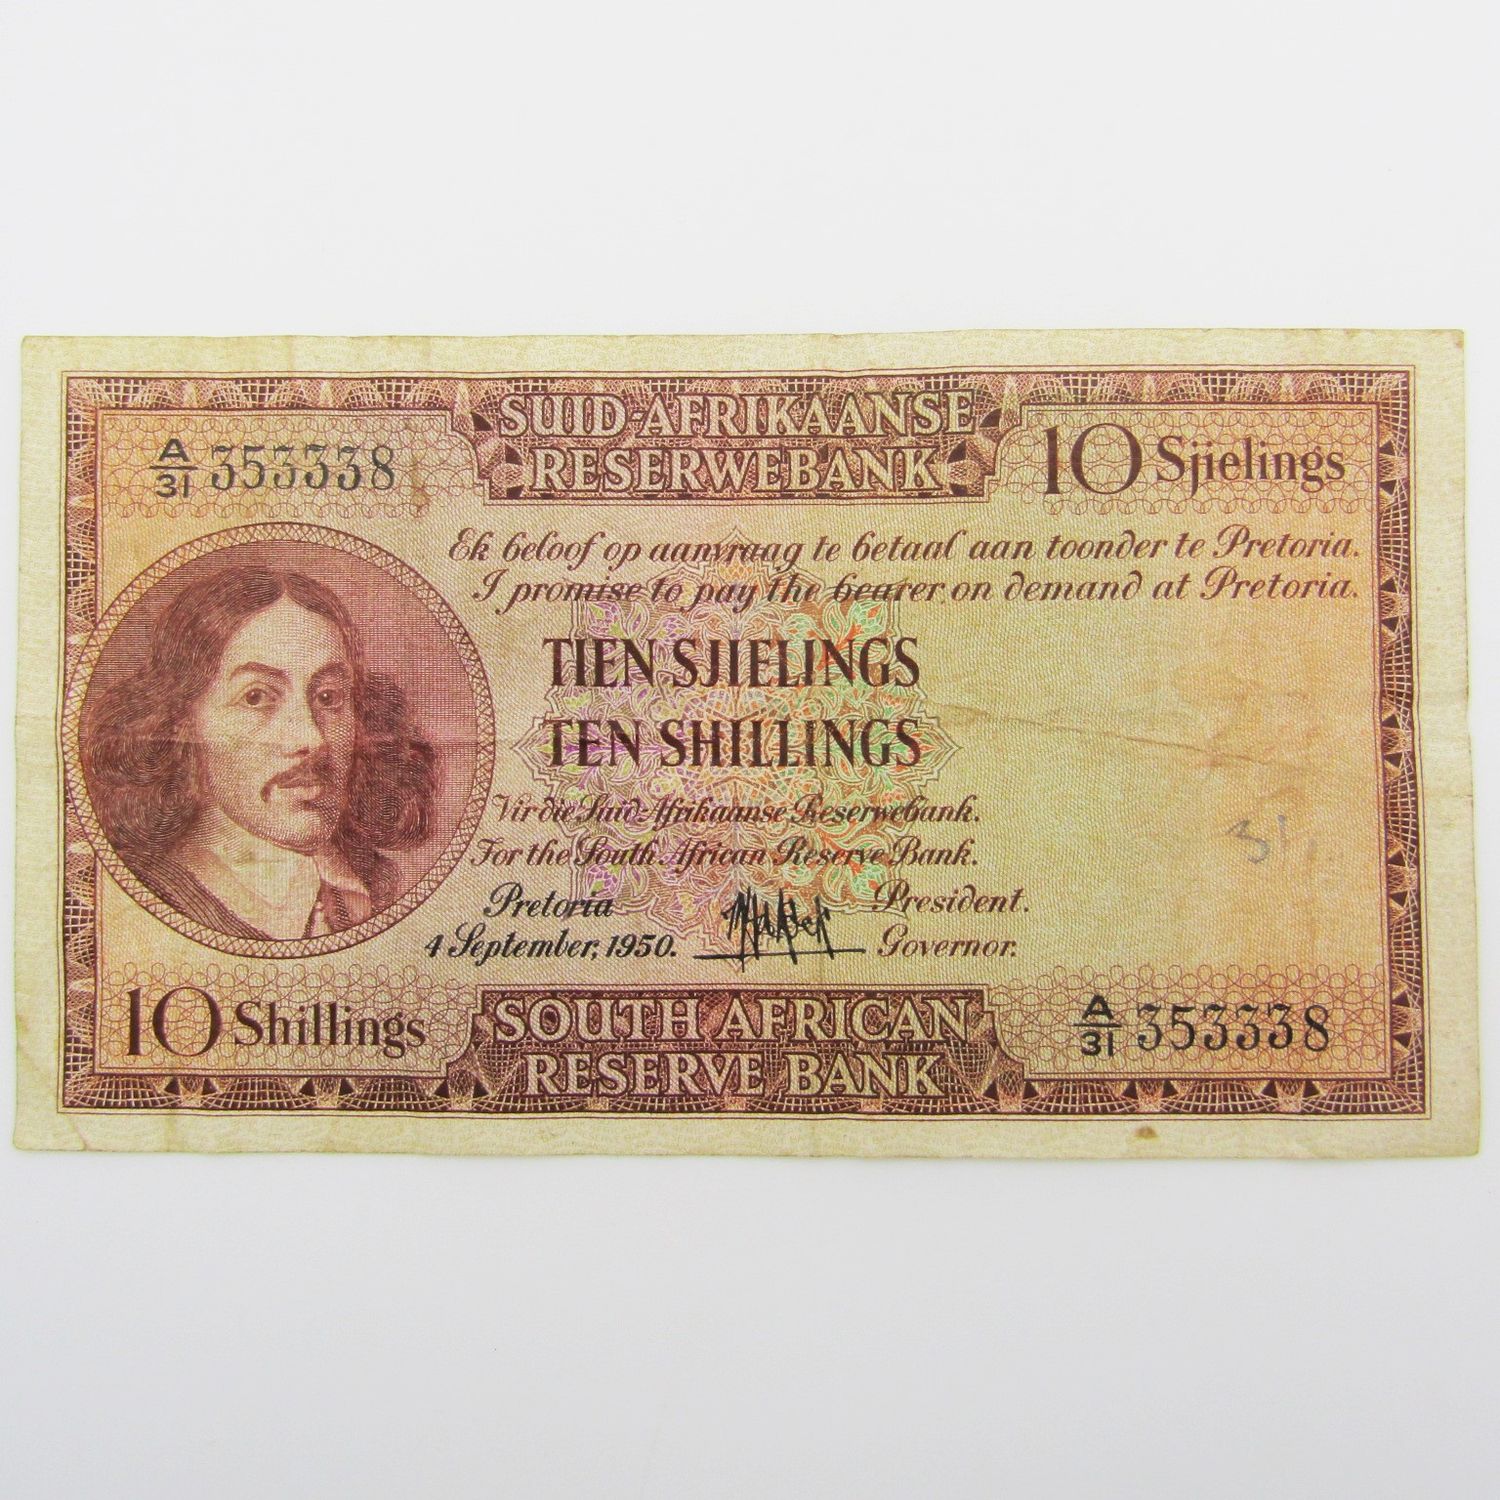 SUID-AFRIKAANSE
RESERWEBANK
A/31 353338
10 Sjielings
Ek beloof op aanvraag te betaal aan toonder te Pretoria.
I promise to pay the bearer on demand at Pretoria.
TIEN SJIELINGS
TEN SHILLINGS
Vir die Suid-Afrikaanse Reserwebank.
For the South African Reserve Bank.
31
Pretoria
President.
4 September, 1950.
Governor.
10 Shillings
SOUTH AFRICAN
RESERVE BANK
A/31 353338